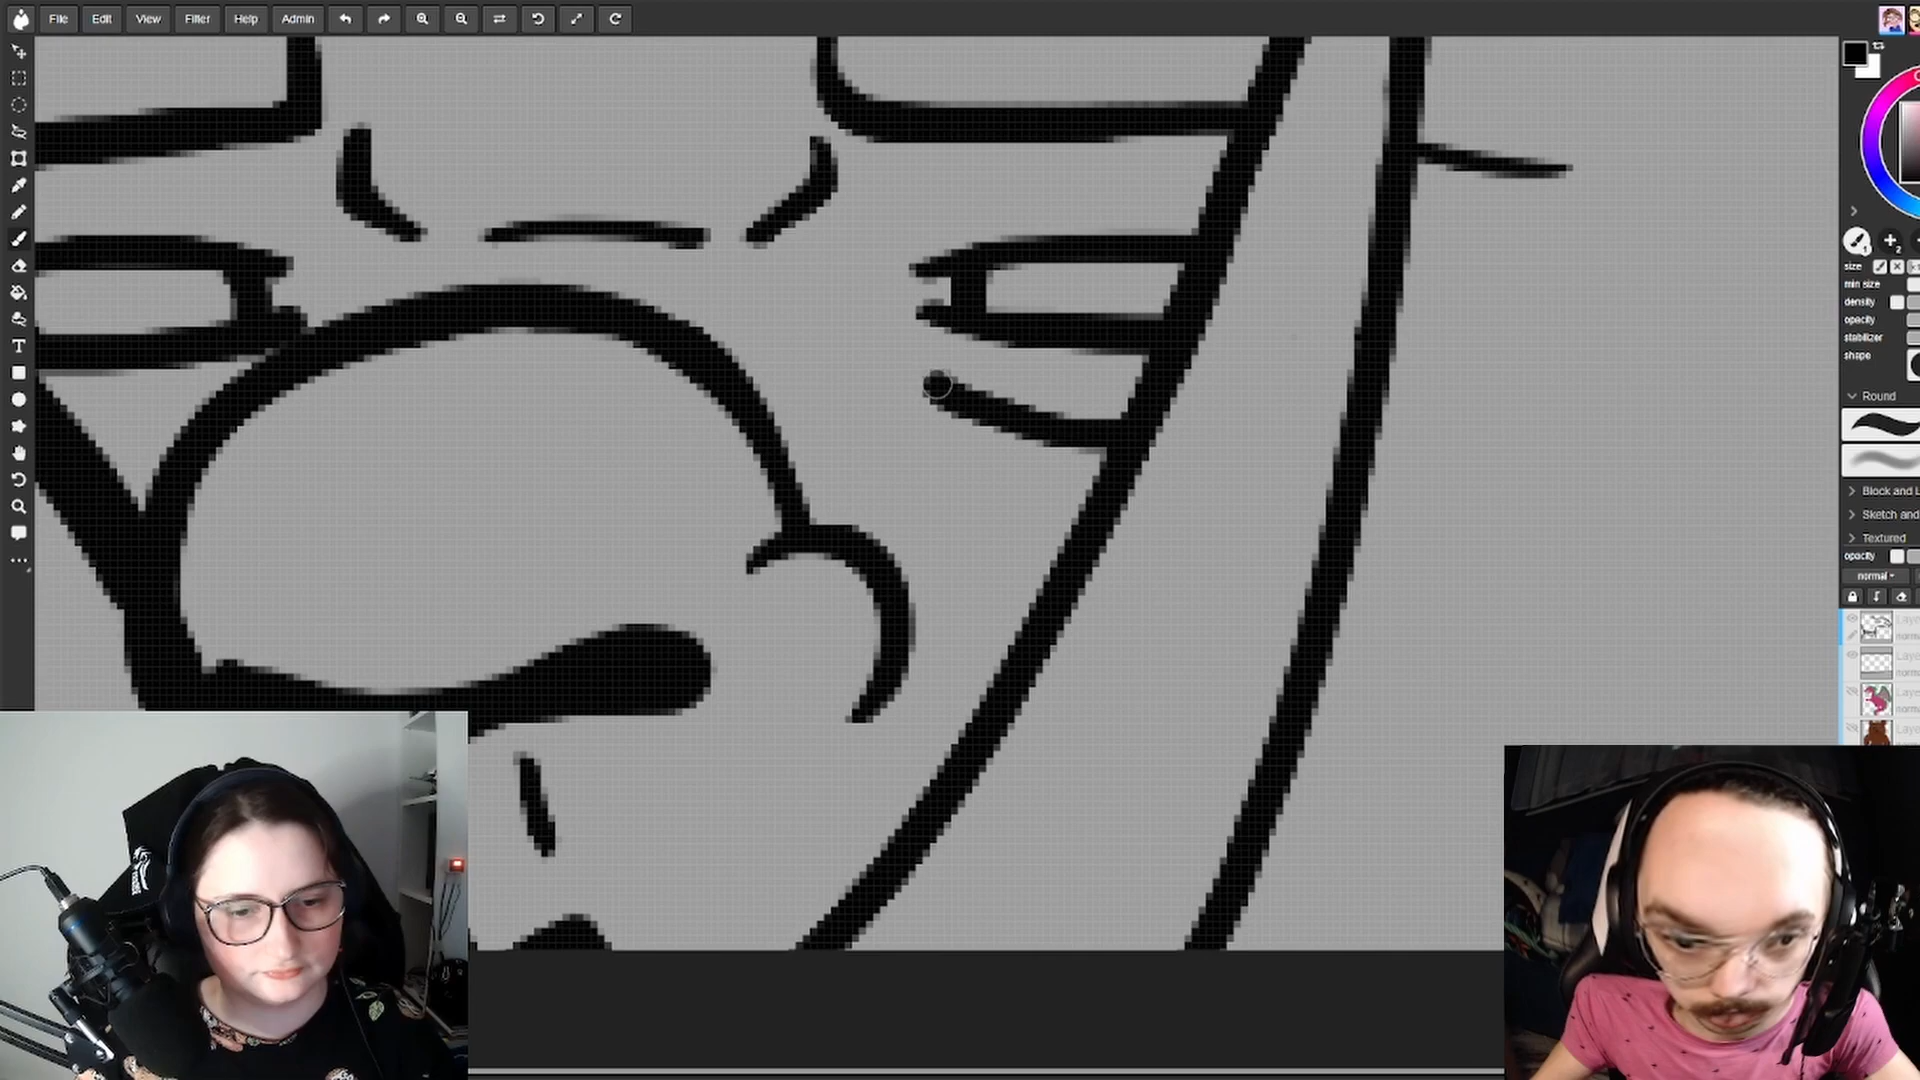 File Edit View Filter Help Admin
size
min size
density
opacity
stabilizer
shape
Round
Block and L
Sketch and
Textured
opacity
normal